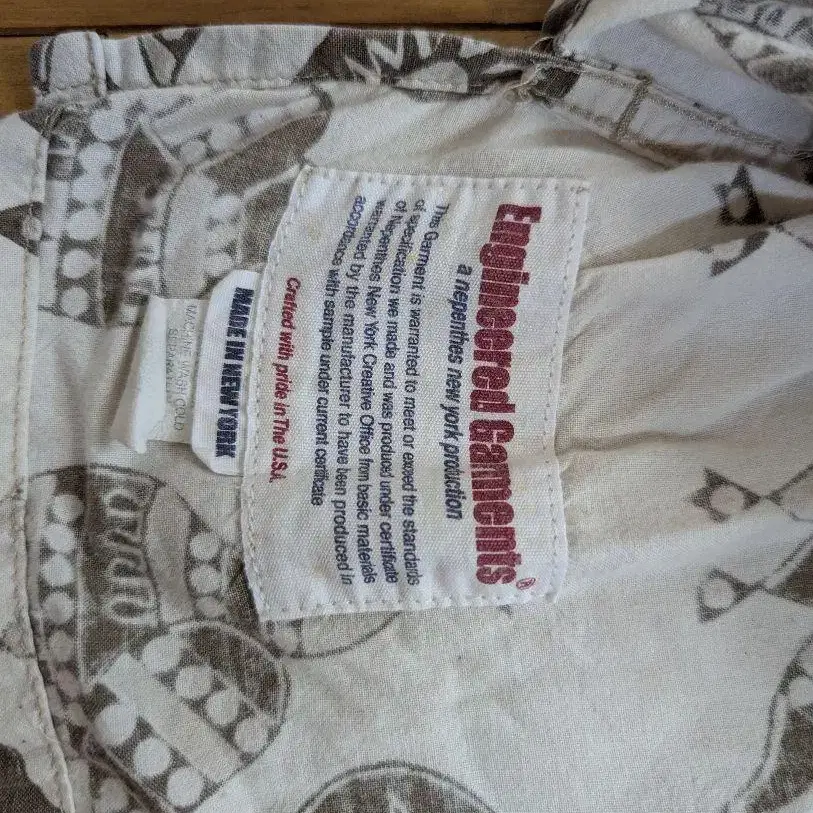 Engineered Garments®
a nepenthes new york production
This Garment is warranted to meet or exceed the standards
of specification we made and was produced under certificate
of Nepenthes New York Creative Office from basic materials
warranted by the manufacturer to have been produced in
accordance with sample under current certificate
Crafted with pride in The U.S.A.
MADE IN NEW YORK
MACHINE WASH COLD